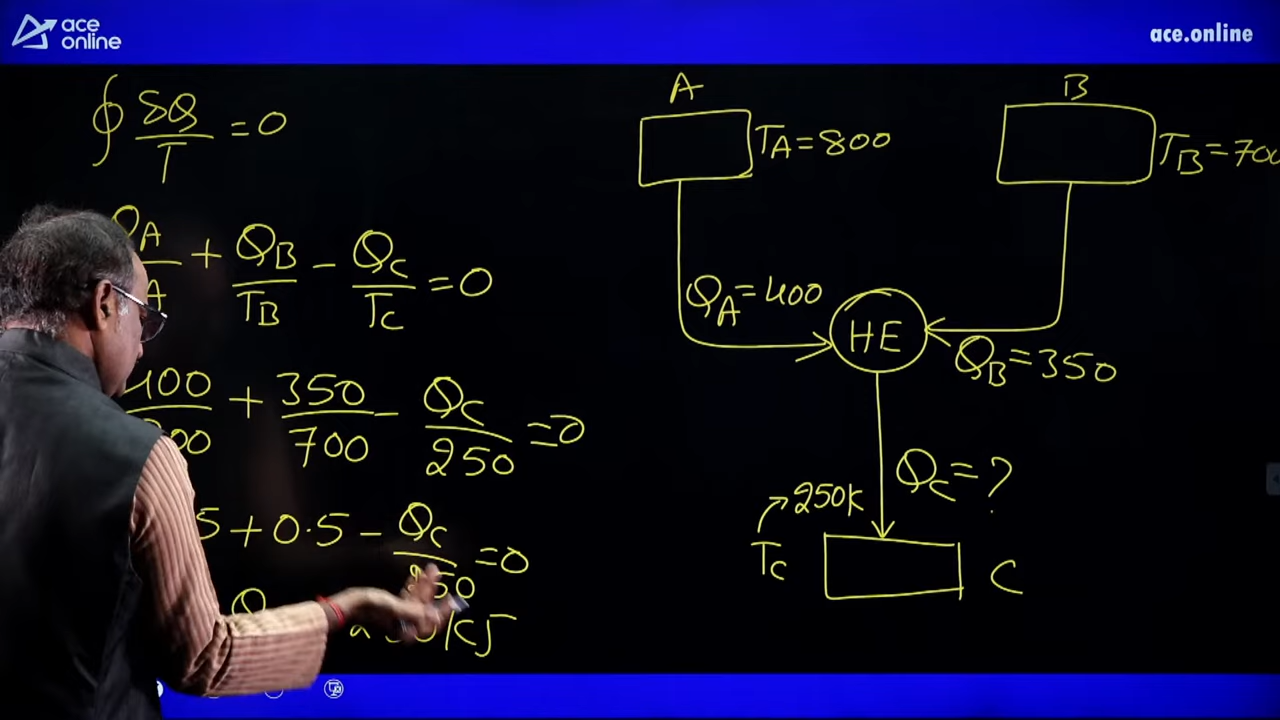 ace
online
ace.online
∮ δQ/T = 0
A + QB/TB − QC/TC = 0
400 + 350/700 − QC/250 = 0
5 + 0.5 − QC/250 = 0
KJ
A
TA = 800
B
TB = 700
QA = 400
HE
QB = 350
QC = ?
250K
TC
C